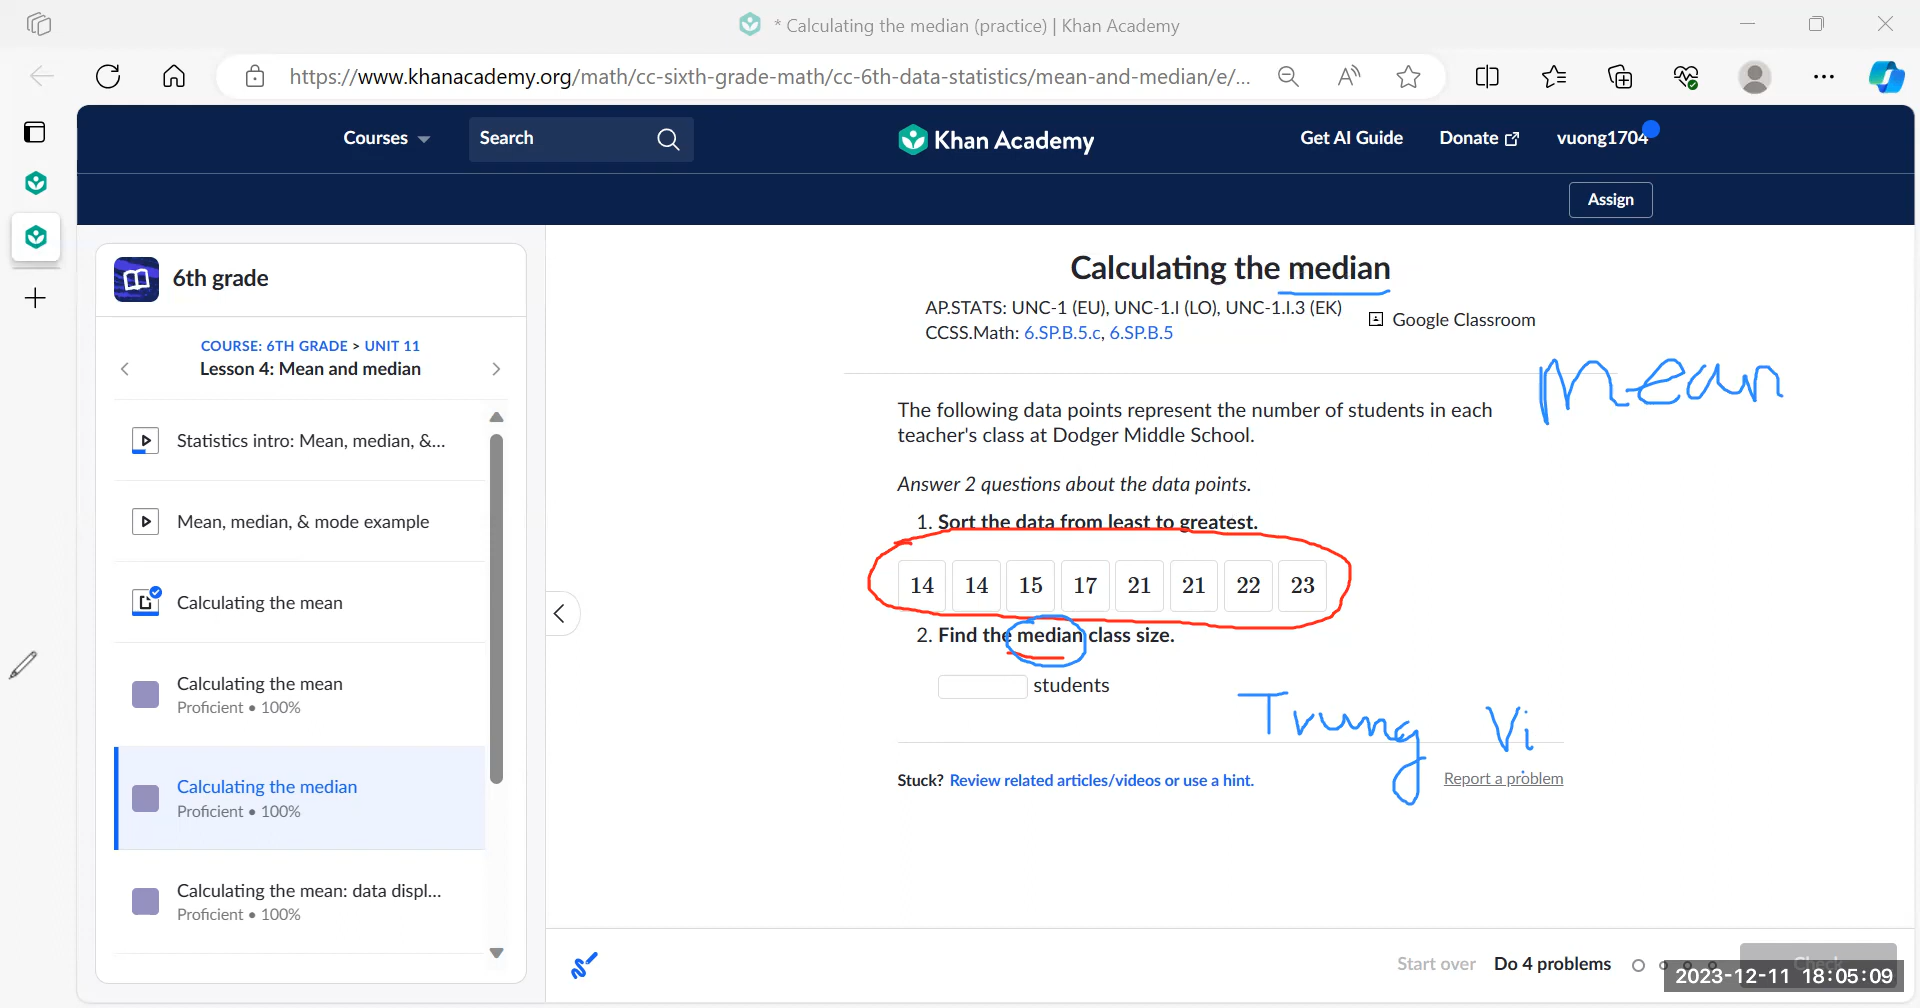 * Calculating the median (practice) | Khan Academy
https://www.khanacademy.org/math/cc-sixth-grade-math/cc-6th-data-statistics/mean-and-median/e/...
Courses
Search
Khan Academy
Get AI Guide
Donate
vuong1704
Assign
6th grade
COURSE: 6TH GRADE > UNIT 11
Lesson 4: Mean and median
Statistics intro: Mean, median, &...
Mean, median, & mode example
Calculating the mean
Calculating the mean
Proficient • 100%
Calculating the median
Proficient • 100%
Calculating the mean: data displ...
Proficient • 100%
Calculating the median
AP.STATS: UNC‑1 (EU), UNC‑1.I (LO), UNC‑1.I.3 (EK)
CCSS.Math: 6.SP.B.5.c, 6.SP.B.5
Google Classroom
Mean
The following data points represent the number of students in each
teacher's class at Dodger Middle School.
Answer 2 questions about the data points.
1. Sort the data from least to greatest.
14 14 15 17 21 21 22 23
2. Find the median class size.
students
Trung Vi
Stuck? Review related articles/videos or use a hint.
Report a problem
Start over
Do 4 problems
Check
2023-12-11 18:05:09